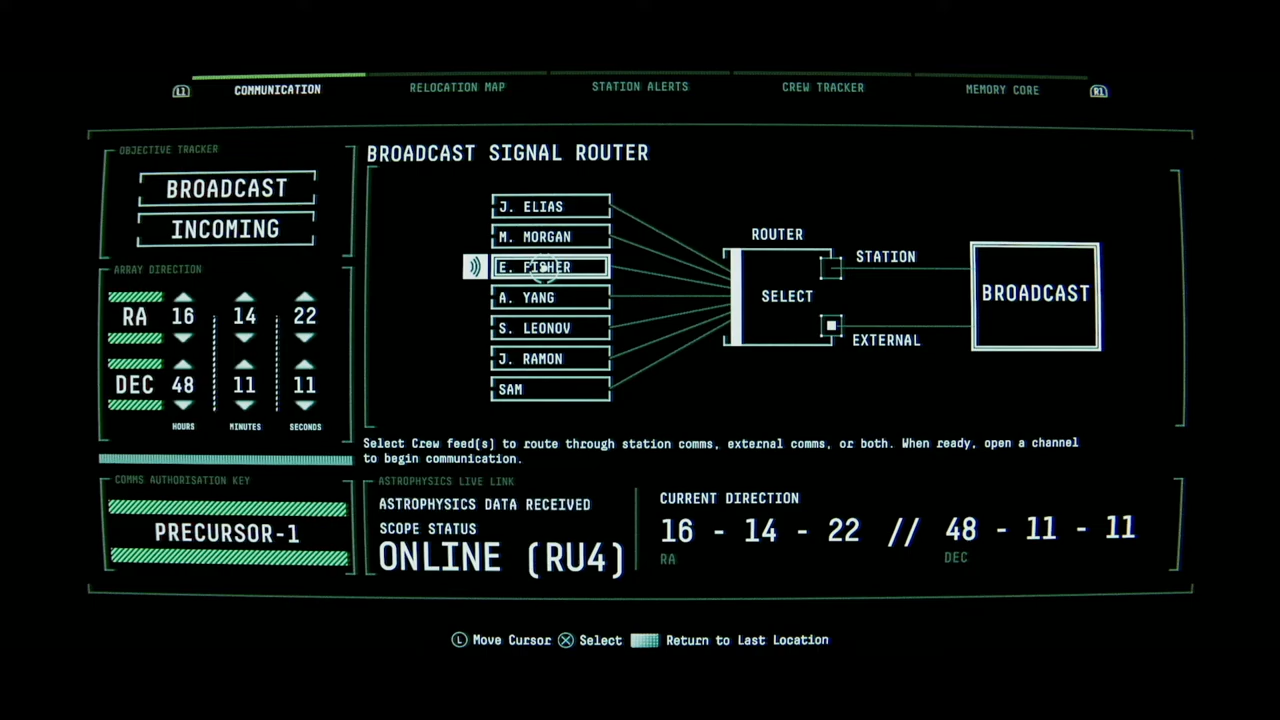 L1 COMMUNICATION RELOCATION MAP STATION ALERTS CREW TRACKER MEMORY CORE R1
OBJECTIVE TRACKER
BROADCAST
INCOMING
ARRAY DIRECTION
RA 16 14 22
DEC 48 11 11
HOURS MINUTES SECONDS
COMMS AUTHORISATION KEY
PRECURSOR-1
BROADCAST SIGNAL ROUTER
J. ELIAS
M. MORGAN
E. FISHER
A. YANG
S. LEONOV
J. RAMON
SAM
ROUTER
SELECT
STATION
EXTERNAL
BROADCAST
Select Crew feed(s) to route through station comms, external comms, or both. When ready, open a channel
to begin communication.
ASTROPHYSICS LIVE LINK
ASTROPHYSICS DATA RECEIVED
SCOPE STATUS
ONLINE (RU4)
CURRENT DIRECTION
16 - 14 - 22 // 48 - 11 - 11
RA DEC
L Move Cursor Select Return to Last Location